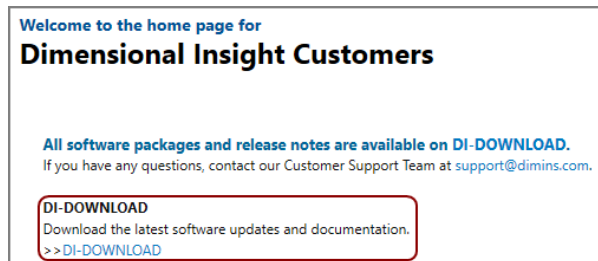 Welcome to the home page for
Dimensional Insight Customers
All software packages and release notes are available on DI-DOWNLOAD.
If you have any questions, contact our Customer Support Team at support@dimins.com.
DI-DOWNLOAD
Download the latest software updates and documentation.
>>DI-DOWNLOAD